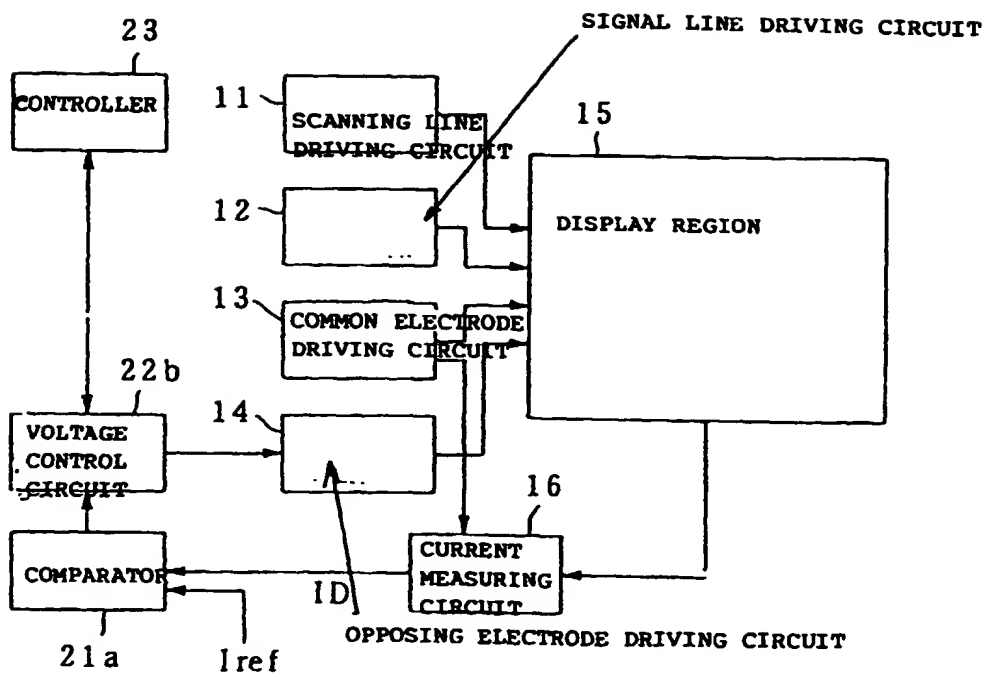 SIGNAL LINE DRIVING CIRCUIT
23
CONTROLLER
11
SCANNING LINE
DRIVING CIRCUIT
15
DISPLAY REGION
12
13
COMMON ELECTRODE
DRIVING CIRCUIT
22b
VOLTAGE
CONTROL
CIRCUIT
14
16
CURRENT
MEASURING
CIRCUIT
COMPARATOR
ID
OPPOSING ELECTRODE DRIVING CIRCUIT
21a
Iref